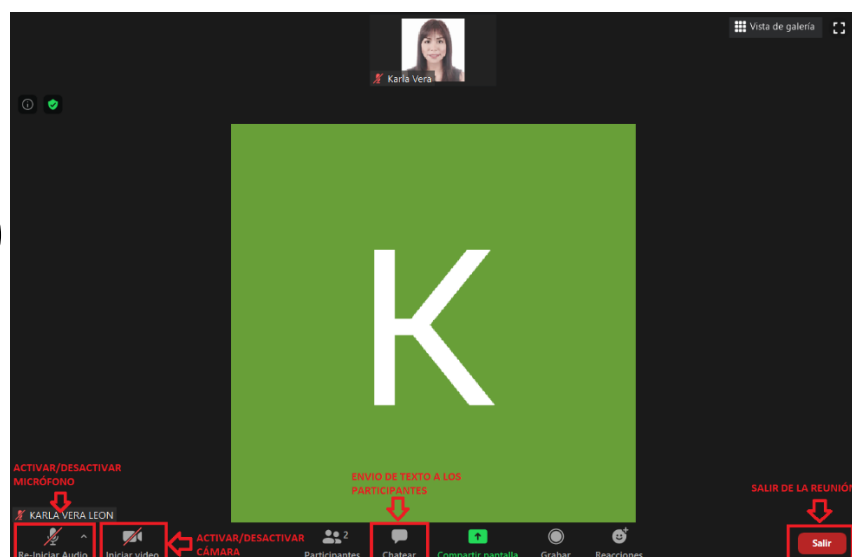 Vista de galería
Karla Vera
K
ACTIVAR/DESACTIVAR
MICRÓFONO
ENVIO DE TEXTO A LOS
PARTICIPANTES
SALIR DE LA REUNIÓN
KARLA VERA LEON
ACTIVAR/DESACTIVAR
CÁMARA
2
Salir
Re-Iniciar Audio
Iniciar video
Participantes
Chatear
Compartir pantalla
Grabar
Reacciones